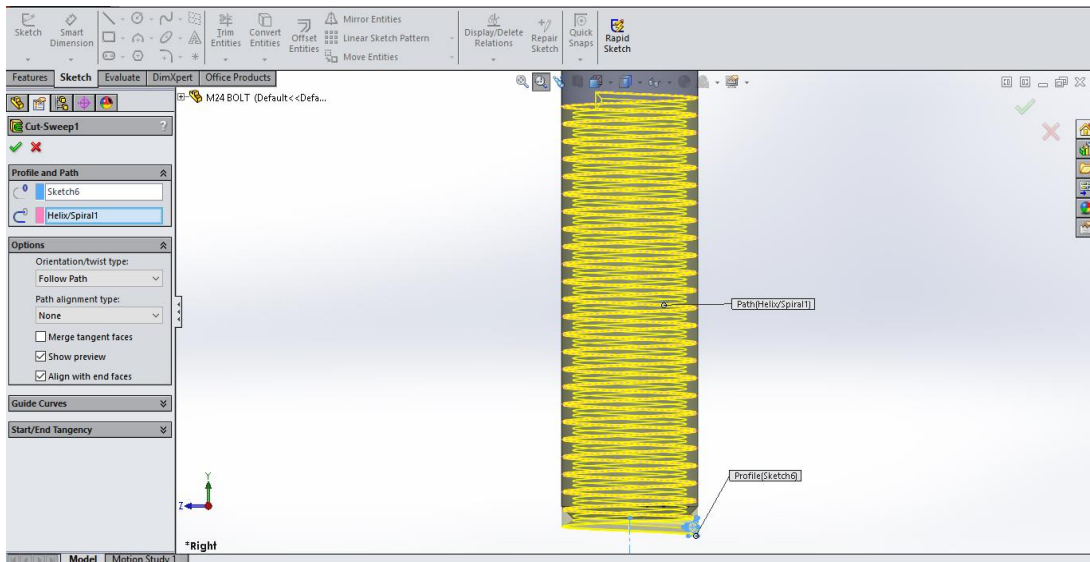 Sketch
Smart Dimension
Trim Entities
Convert Entities
Offset Entities
Mirror Entities
Linear Sketch Pattern
Move Entities
Display/Delete Relations
Repair Sketch
Quick Snaps
Rapid Sketch
Features
Sketch
Evaluate
DimXpert
Office Products
M24 BOLT (Default<<Defa...
Cut-Sweep1
?
Profile and Path
Sketch6
Helix/Spiral1
Options
Orientation/twist type:
Follow Path
Path alignment type:
None
Merge tangent faces
Show preview
Align with end faces
Guide Curves
Start/End Tangency
Path(Helix/Spiral1)
Profile(Sketch6)
Y
Z
*Right
Model
Motion Study 1